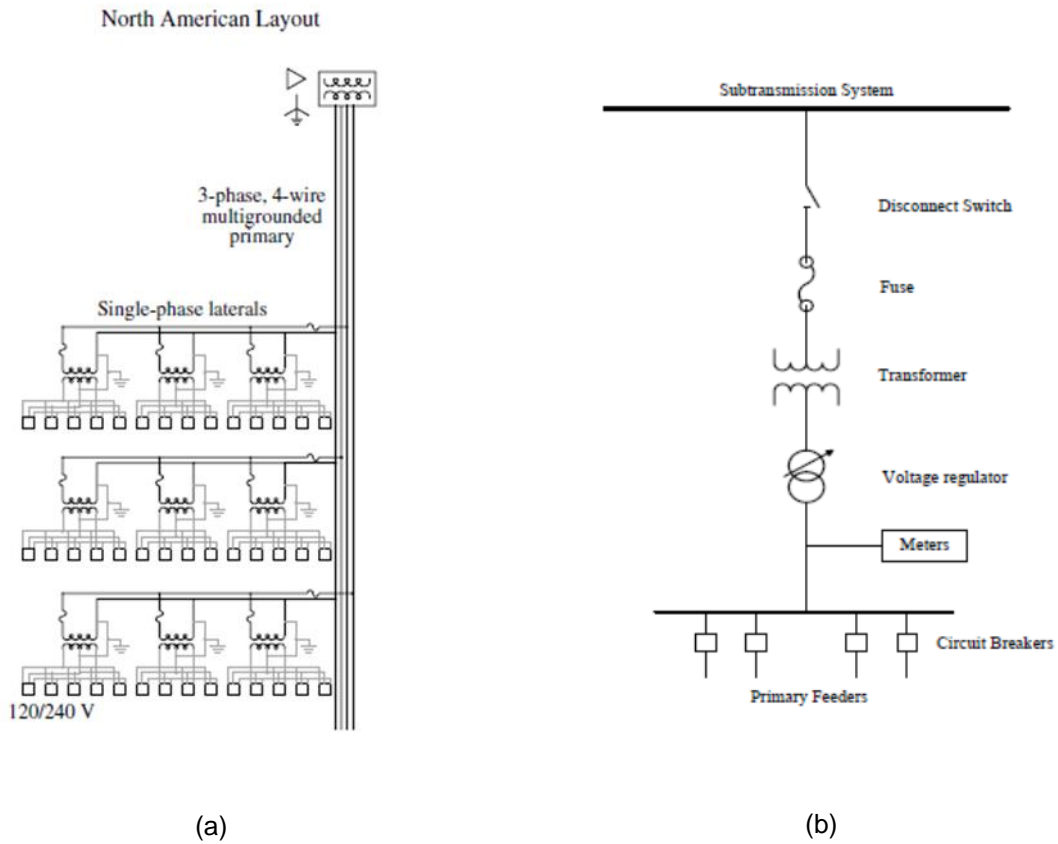 North American Layout
3-phase, 4-wire
multigrounded
primary
Single-phase laterals
120/240 V
(a)
Subtransmission System
Disconnect Switch
Fuse
Transformer
Voltage regulator
Meters
Circuit Breakers
Primary Feeders
(b)